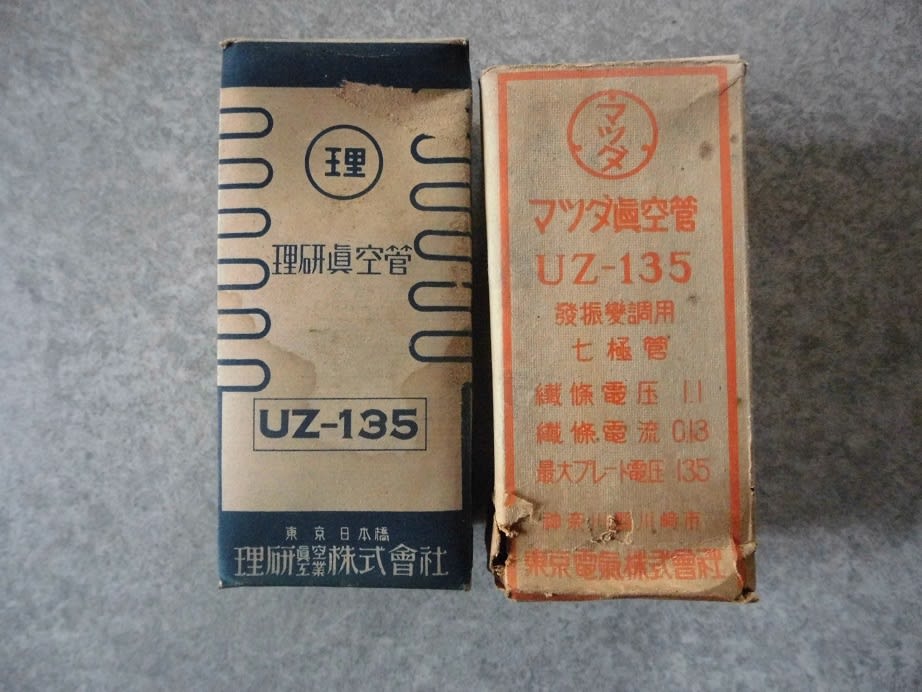 理
理研眞空管
UZ-135
東京日本橋
理研眞空工業株式會社
マツダ
マツダ眞空管
UZ-135
發振變調用
七極管
纎條電圧 1.1
纎條電流 0.13
最大プレート電圧 135
神奈川縣川崎市
東京電氣株式會社